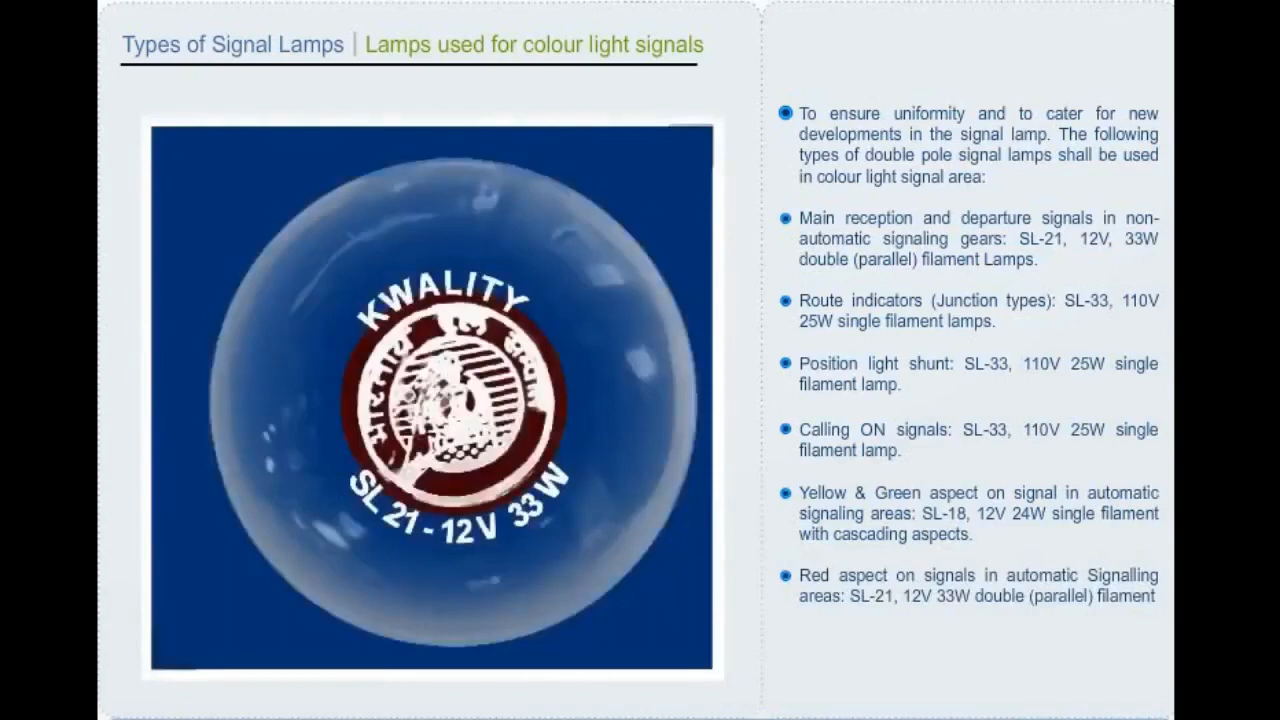 Types of Signal Lamps | Lamps used for colour light signals
KWALITY
भारतीय रेल
SL 21 - 12V 33W
To ensure uniformity and to cater for new
developments in the signal lamp. The following
types of double pole signal lamps shall be used
in colour light signal area:
Main reception and departure signals in non-
automatic signaling gears: SL-21, 12V, 33W
double (parallel) filament Lamps.
Route indicators (Junction types): SL-33, 110V
25W single filament lamps.
Position light shunt: SL-33, 110V 25W single
filament lamp.
Calling ON signals: SL-33, 110V 25W single
filament lamp.
Yellow & Green aspect on signal in automatic
signaling areas: SL-18, 12V 24W single filament
with cascading aspects.
Red aspect on signals in automatic Signalling
areas: SL-21, 12V 33W double (parallel) filament